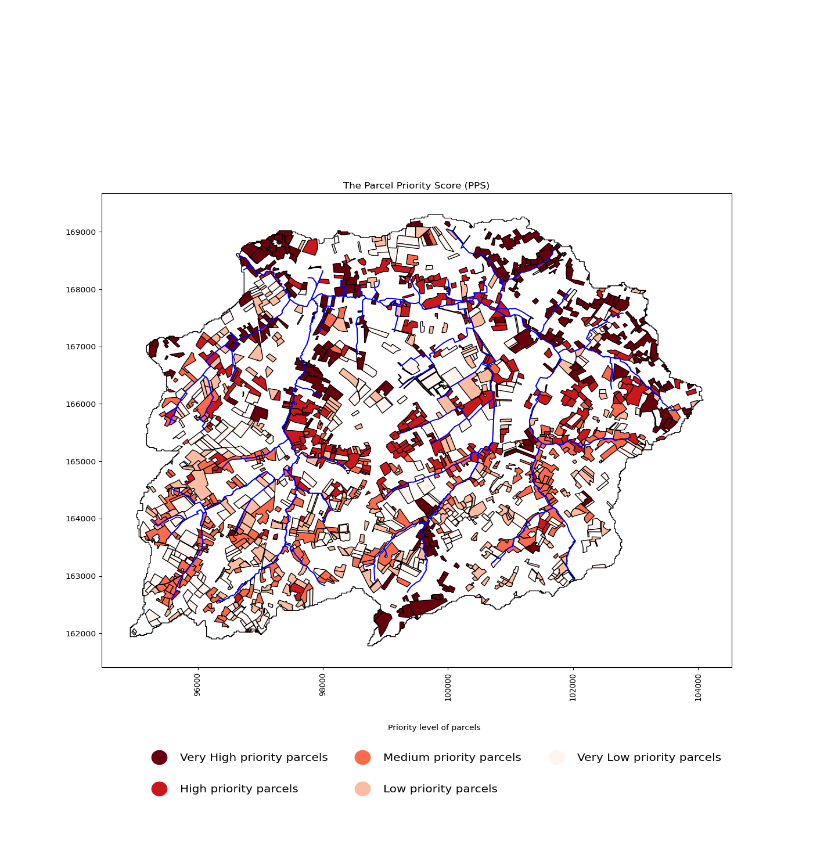 The Parcel Priority Score (PPS)
169000
168000
167000
166000
165000
164000
163000
162000
96000
98000
100000
102000
104000
Priority level of parcels
Very High priority parcels
Medium priority parcels
Very Low priority parcels
High priority parcels
Low priority parcels